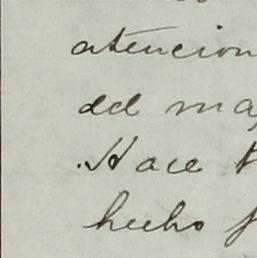 atencion
del ma
Hace t
hecho f